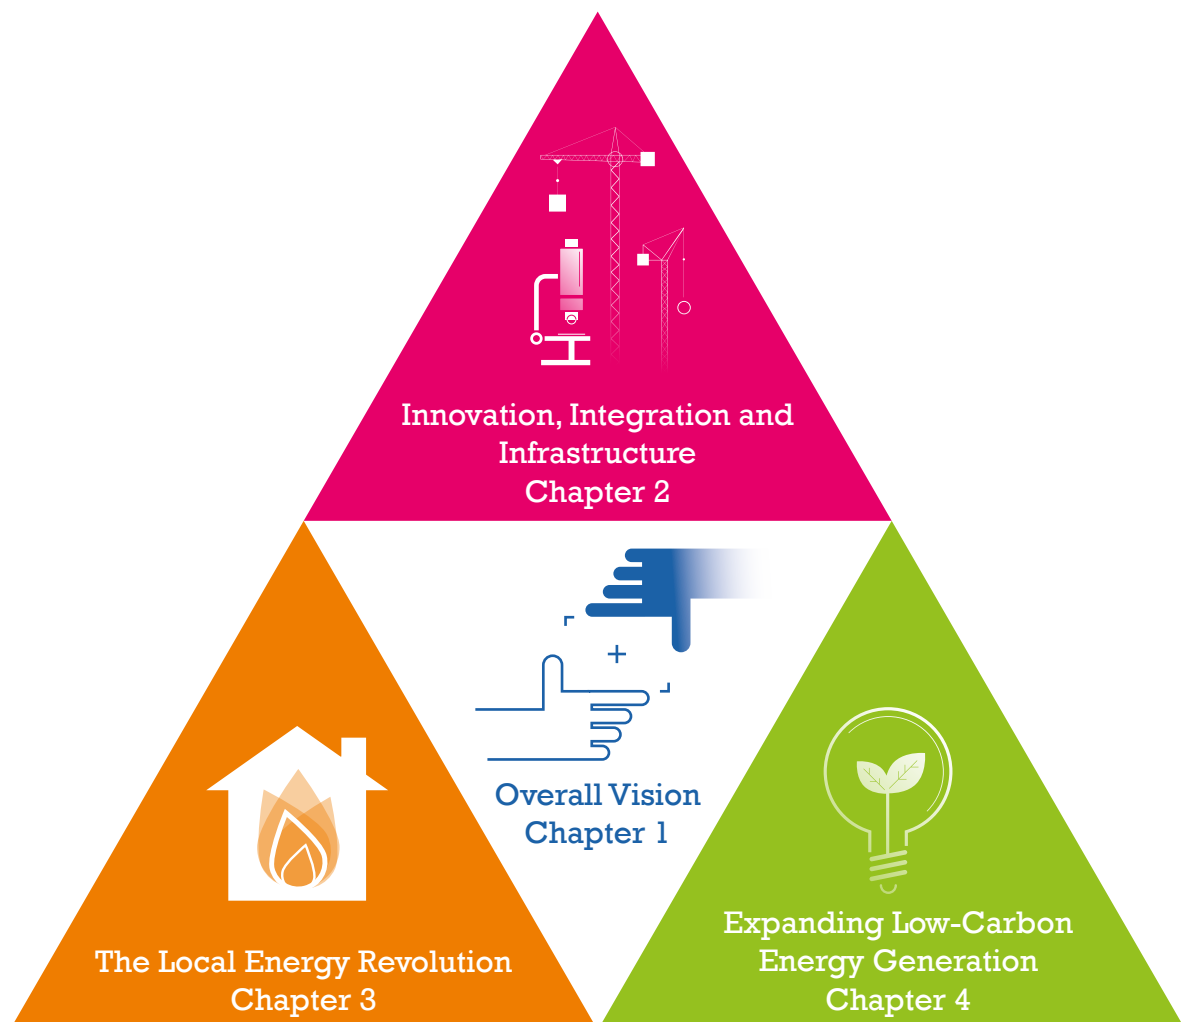 Innovation, Integration and
Infrastructure
Chapter 2
Overall Vision
Chapter 1
The Local Energy Revolution
Chapter 3
Expanding Low-Carbon
Energy Generation
Chapter 4